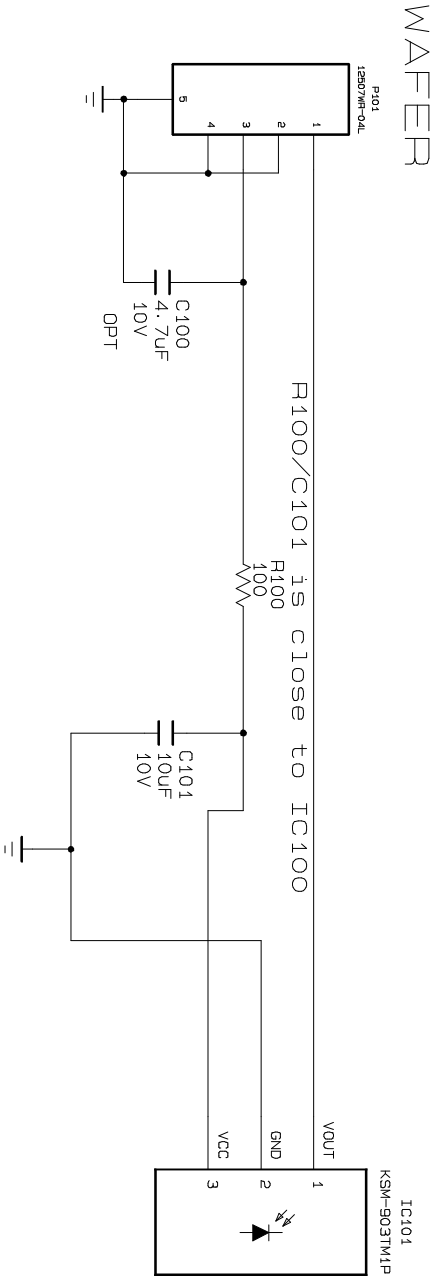 WAFER
P101
12507WR-04L
1
2
3
4
5
C100
4.7uF
10V
OPT
R100/C101 is close to IC100
R100
100
C101
10uF
10V
IC101
KSM-903TM1P
VOUT
1
GND
2
VCC
3